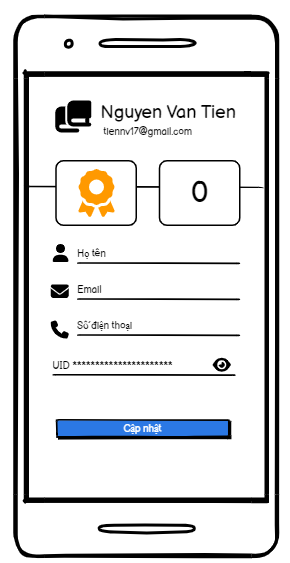 Nguyen Van Tien
tiennv17@gmail.com
0
Họ tên
Email
Số điện thoại
UID **********************
Cập nhật